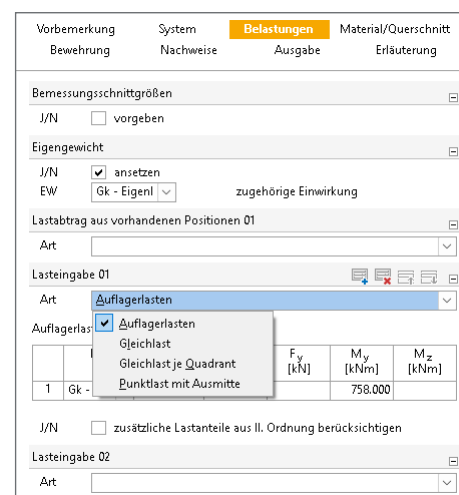 Vorbemerkung System Belastungen Material/Querschnitt
Bewehrung Nachweise Ausgabe Erläuterung
Bemessungsschnittgrößen
J/N vorgeben
Eigengewicht
J/N ansetzen
EW Gk - Eigenl zugehörige Einwirkung
Lastabtrag aus vorhandenen Positionen 01
Art
Lasteingabe 01
Art Auflagerlasten
Auflagerlas
Auflagerlasten
Gleichlast
Gleichlast je Quadrant
Punktlast mit Ausmitte
Fy My Mz
[kN] [kNm] [kNm]
1 Gk - 758.000
J/N zusätzliche Lastanteile aus II. Ordnung berücksichtigen
Lasteingabe 02
Art